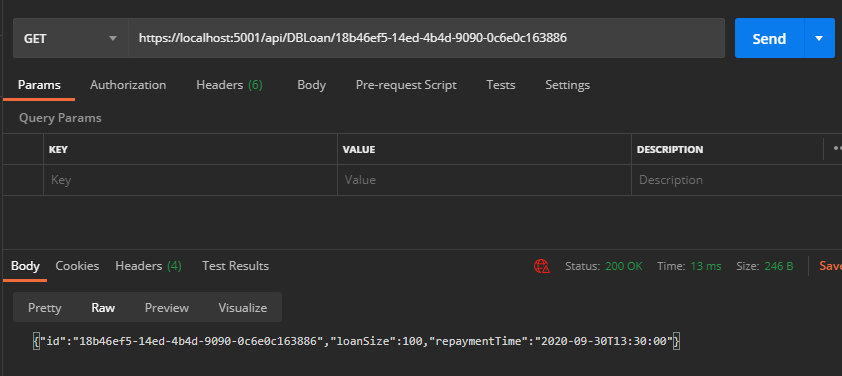 GET https://localhost:5001/api/DBLoan/18b46ef5-14ed-4b4d-9090-0c6e0c163886 Send
Params Authorization Headers (6) Body Pre-request Script Tests Settings
Query Params
KEY VALUE DESCRIPTION
Key Value Description
Body Cookies Headers (4) Test Results Status: 200 OK Time: 13 ms Size: 246 B Save
Pretty Raw Preview Visualize
{"id":"18b46ef5-14ed-4b4d-9090-0c6e0c163886","loanSize":100,"repaymentTime":"2020-09-30T13:30:00"}